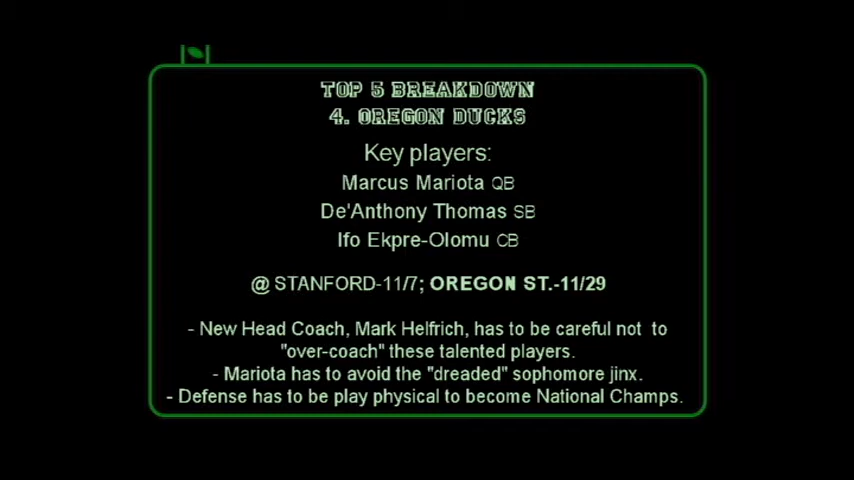 TOP 5 BREAKDOWN
4. OREGON DUCKS
Key players:
Marcus Mariota QB
De'Anthony Thomas SB
Ifo Ekpre-Olomu CB
@ STANFORD-11/7; OREGON ST.-11/29
- New Head Coach, Mark Helfrich, has to be careful not to
"over-coach" these talented players.
- Mariota has to avoid the "dreaded" sophomore jinx.
- Defense has to be play physical to become National Champs.